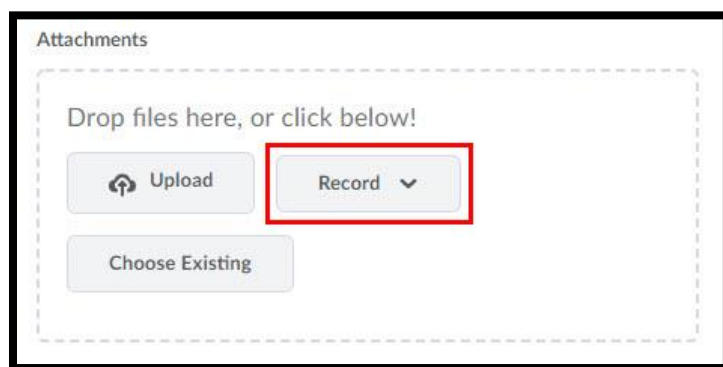 Attachments
Drop files here, or click below!
Upload Record
Choose Existing